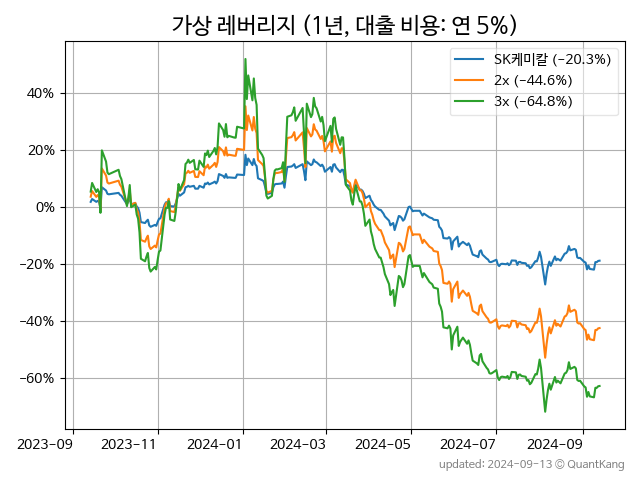 가상 레버리지 (1년, 대출 비용: 연 5%)
SK케미칼 (−20.3%)
2x (−44.6%)
3x (−64.8%)
40%
20%
0%
−20%
−40%
−60%
2023-09 2023-11 2024-01 2024-03 2024-05 2024-07 2024-09
updated: 2024-09-13 ⓒ QuantKang